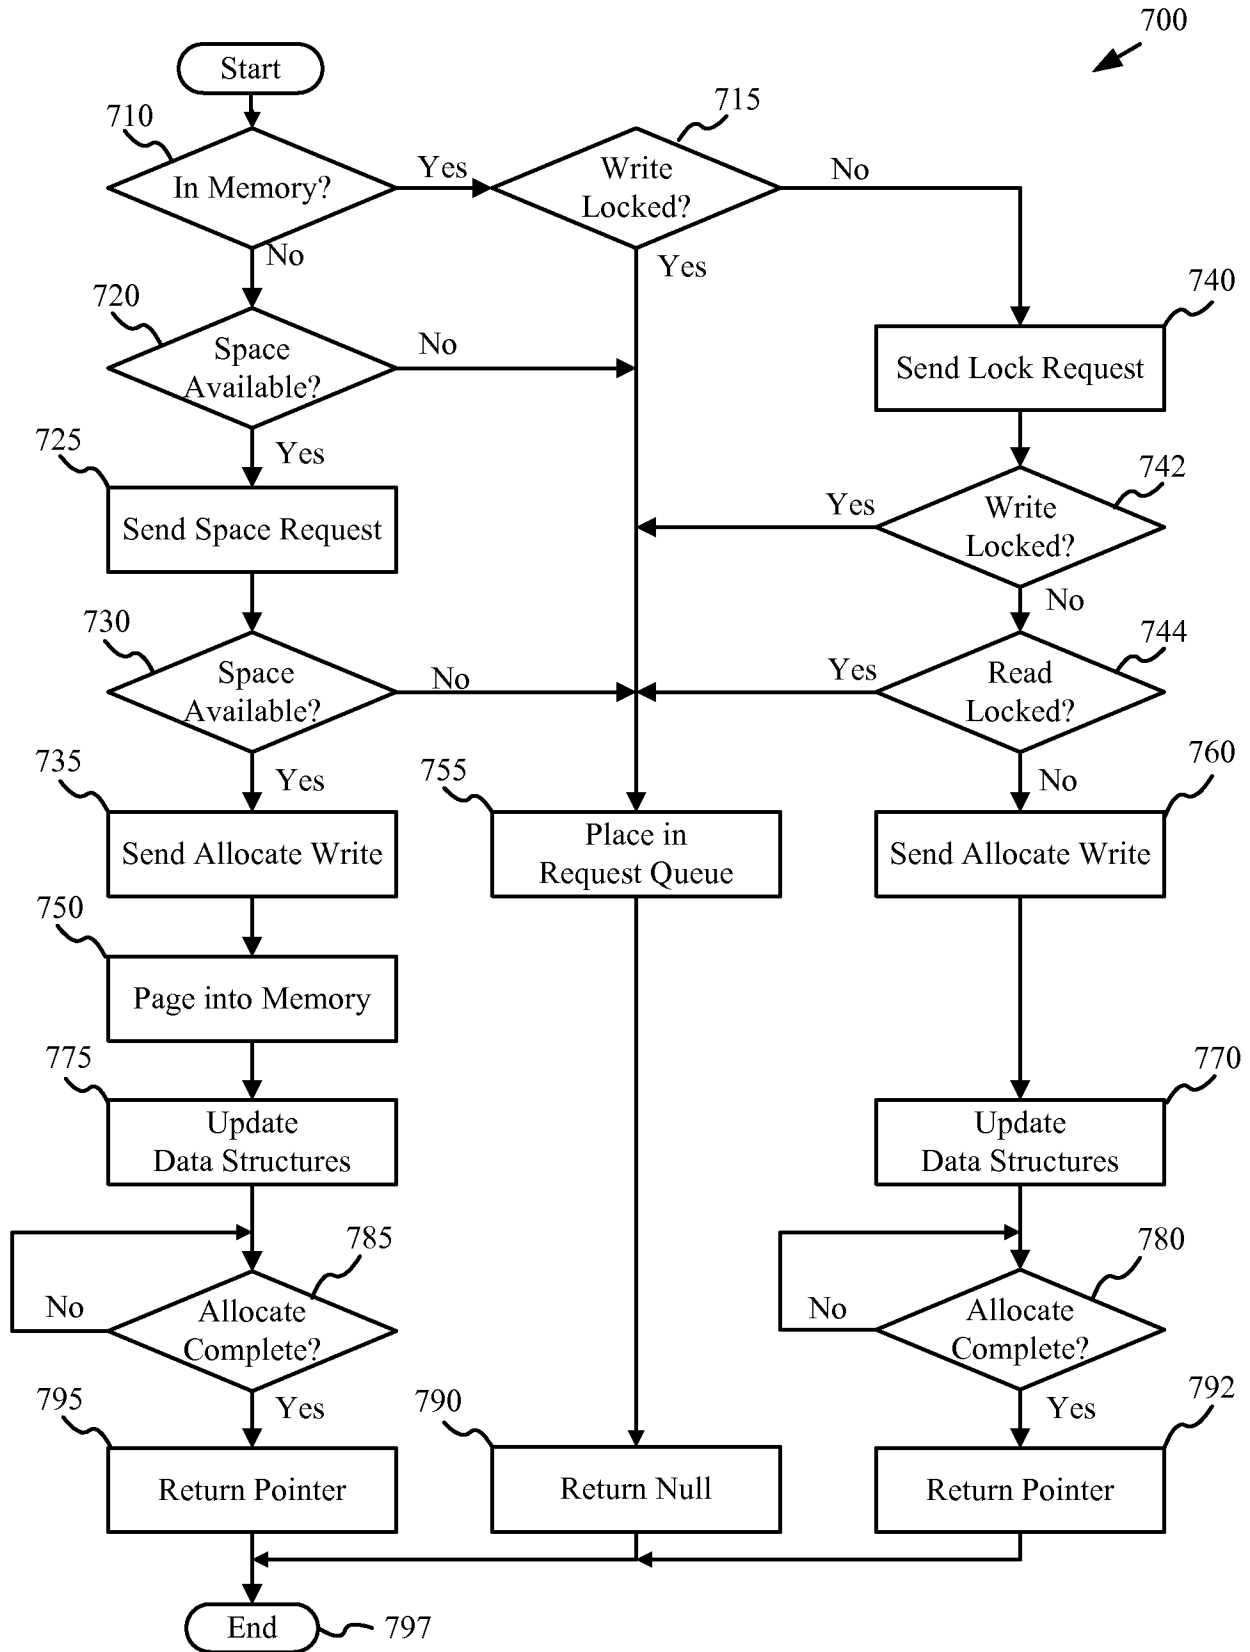 700
Start
710
715
In Memory?
Yes
Write
Locked?
No
No
Yes
720
740
Space
Available?
No
Send Lock Request
Yes
725
742
Send Space Request
Yes
Write
Locked?
No
730
744
Space
Available?
No
Yes
Read
Locked?
735
Yes
755
No
760
Send Allocate Write
Place in
Request Queue
Send Allocate Write
750
Page into Memory
775
770
Update
Data Structures
Update
Data Structures
785
780
No
Allocate
Complete?
No
Allocate
Complete?
795
Yes
790
Yes
792
Return Pointer
Return Null
Return Pointer
End
797